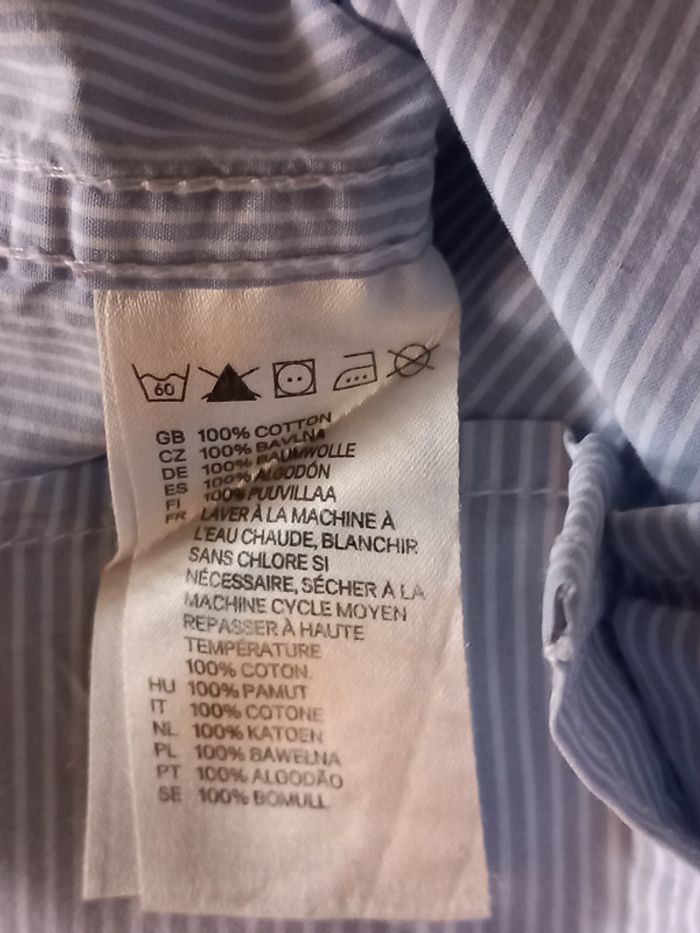 60
GB 100% COTTON
CZ 100% BAVLNA
DE 100% BAUMWOLLE
ES 100% ALGODÓN
FI 100% PUUVILLAA
FR LAVER À LA MACHINE À
L'EAU CHAUDE, BLANCHIR
SANS CHLORE SI
NÉCESSAIRE, SÉCHER À LA
MACHINE CYCLE MOYEN
REPASSER À HAUTE
TEMPÉRATURE
100% COTON.
HU 100% PAMUT
IT 100% COTONE
NL 100% KATOEN
PL 100% BAWEŁNA
PT 100% ALGODÃO
SE 100% BOMULL